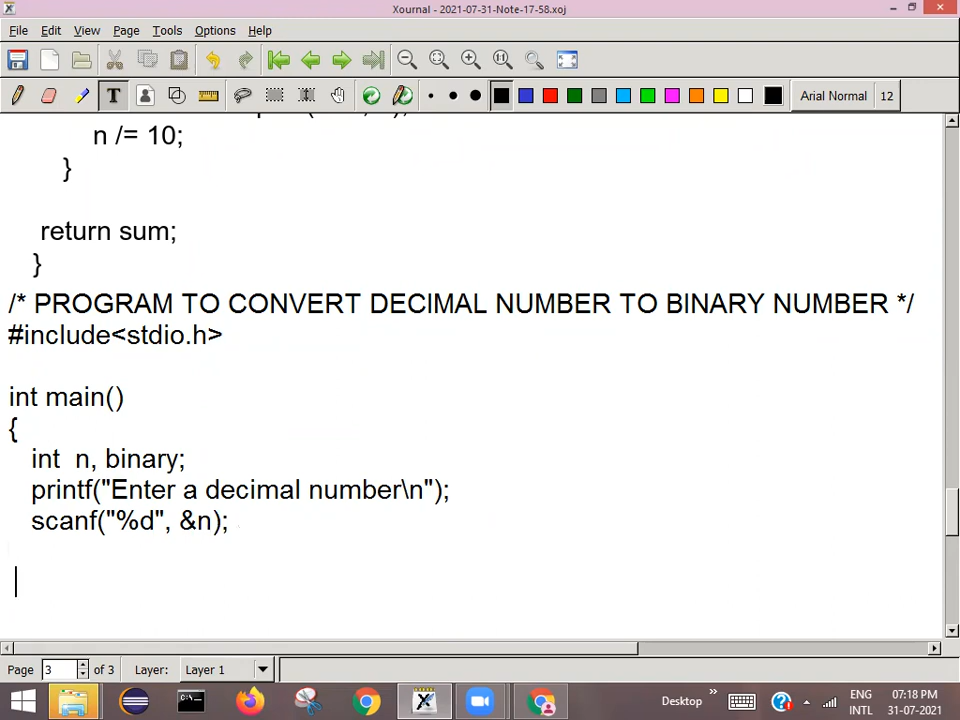 Xournal - 2021-07-31-Note-17-58.xoj
File Edit View Page Tools Options Help
Arial Normal 12
n /= 10;
}
return sum;
}
/* PROGRAM TO CONVERT DECIMAL NUMBER TO BINARY NUMBER */
#include<stdio.h>
int main()
{
int n, binary;
printf("Enter a decimal number\n");
scanf("%d", &n);
Page 3 of 3 Layer: Layer 1
Desktop
ENG 07:18 PM
INTL 31-07-2021